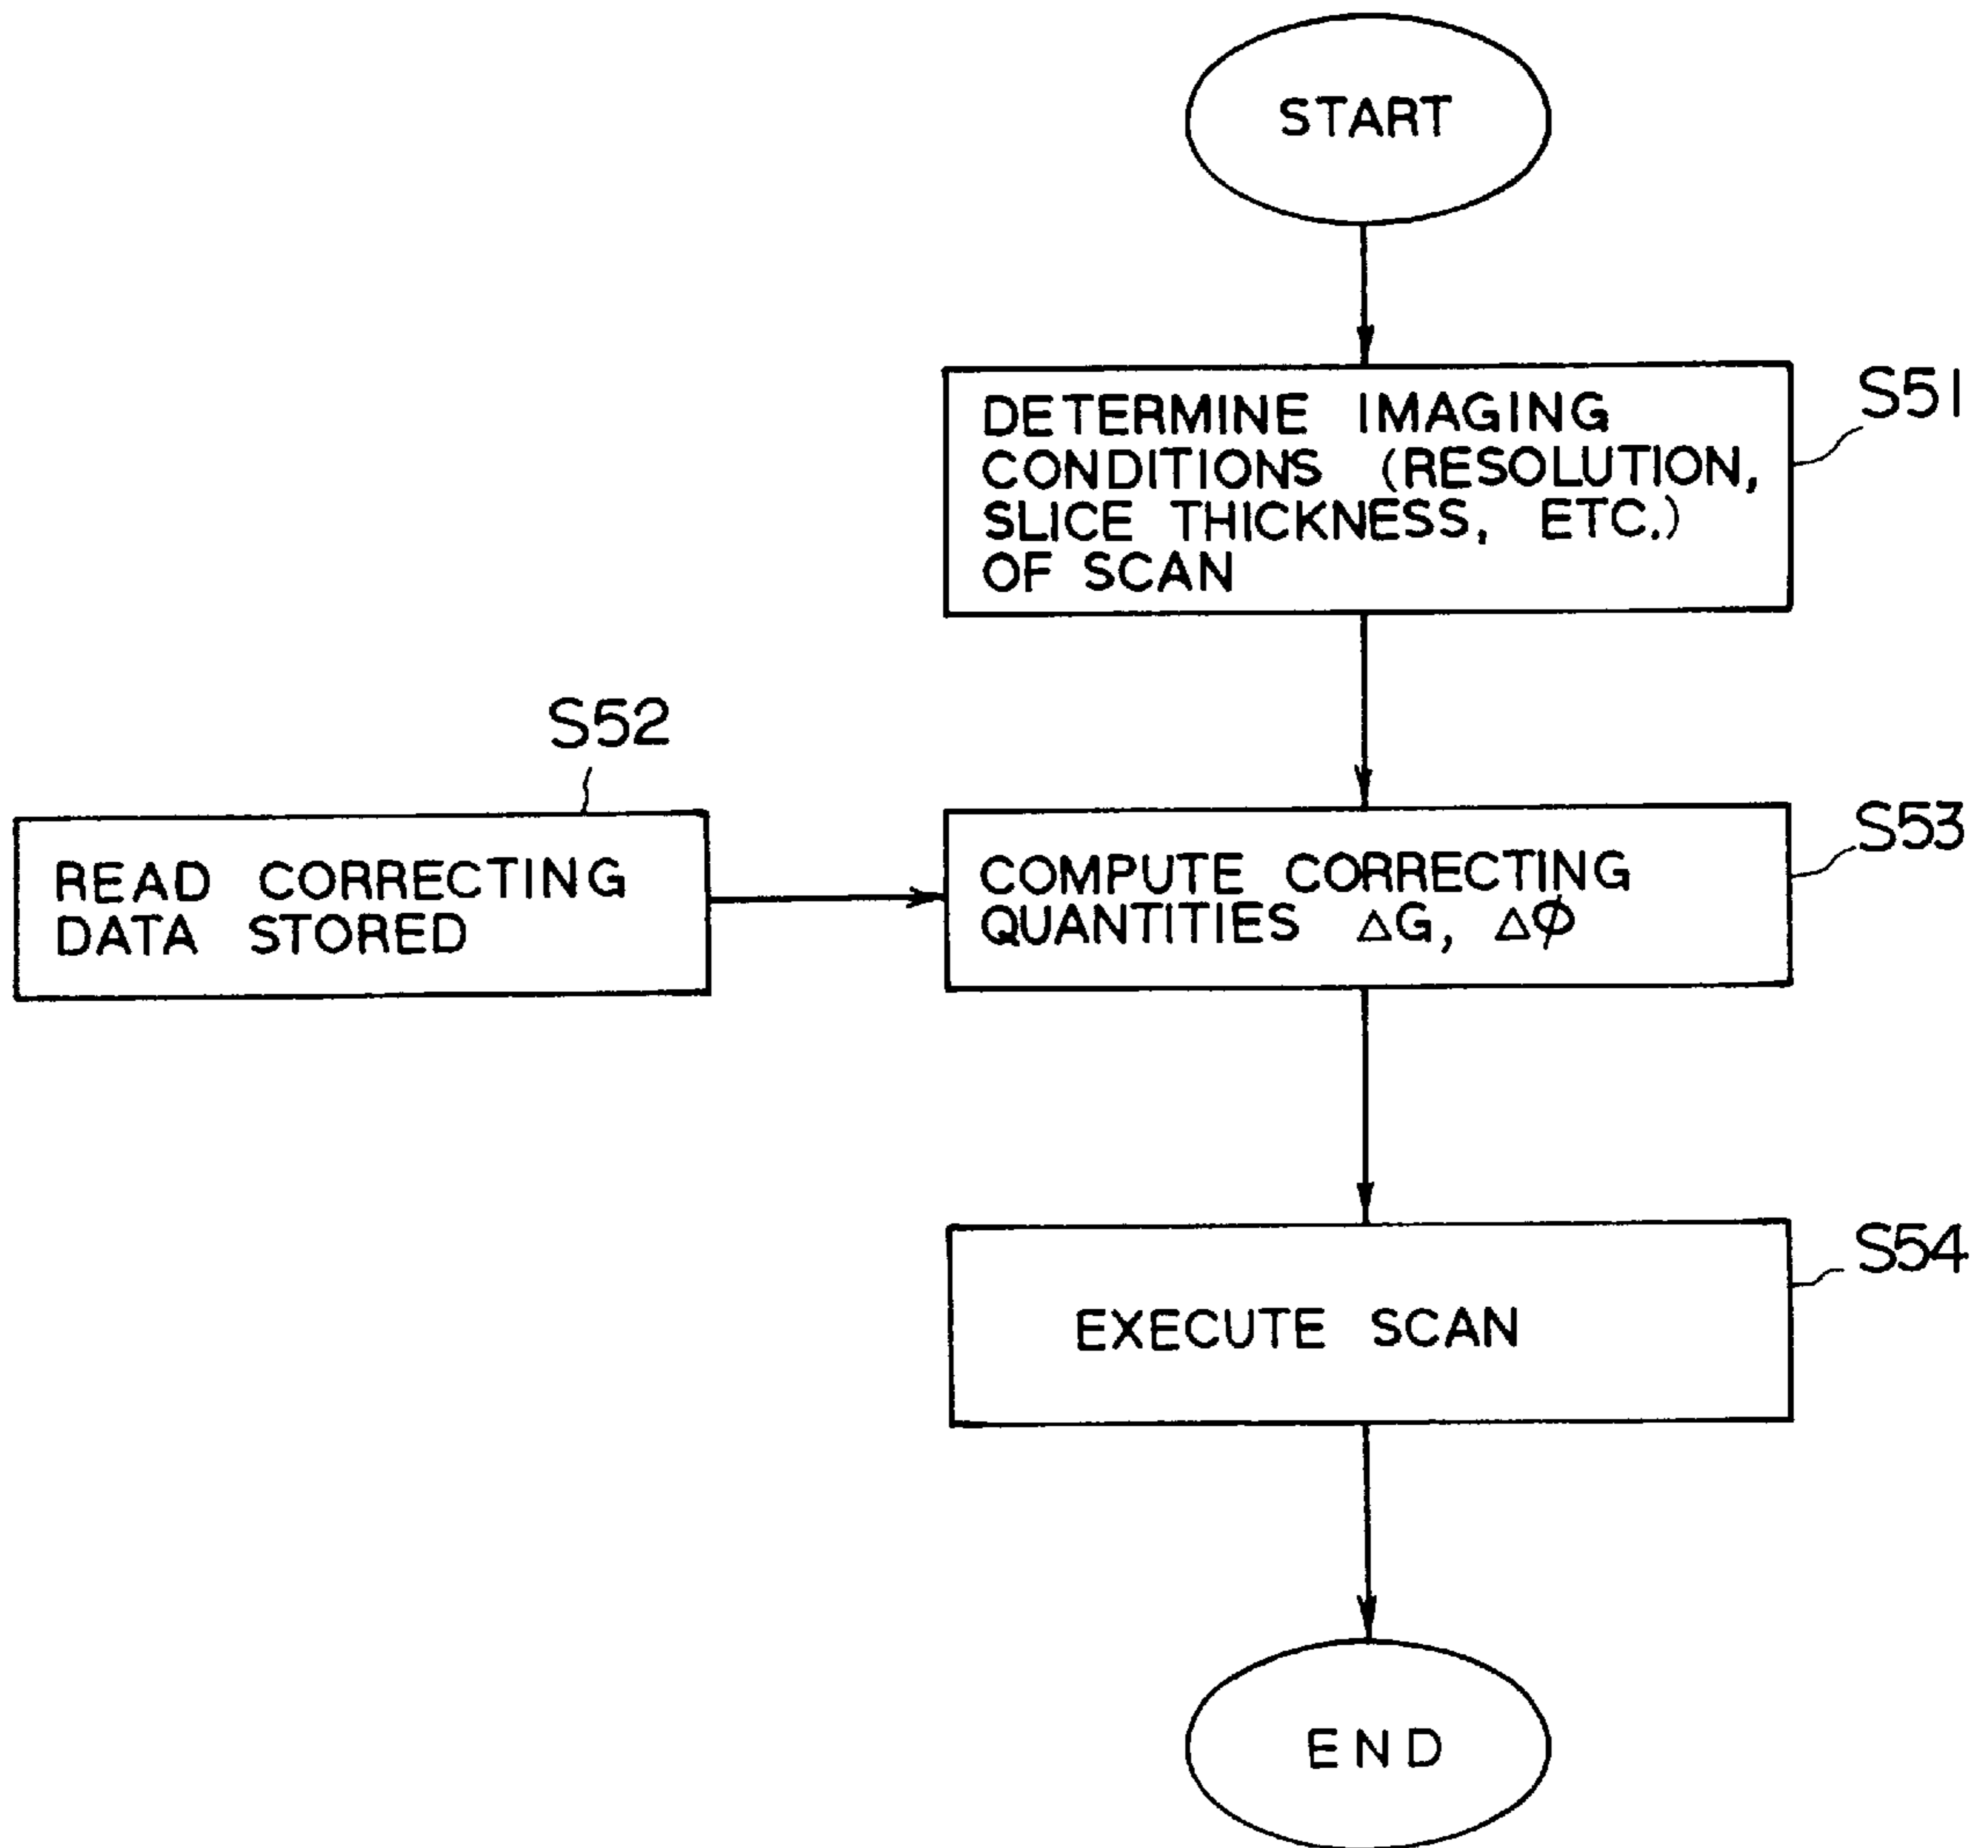 START
DETERMINE IMAGING
CONDITIONS (RESOLUTION,
SLICE THICKNESS, ETC.)
OF SCAN
S51
S52
READ CORRECTING
DATA STORED
COMPUTE CORRECTING
QUANTITIES ΔG, Δϕ
S53
EXECUTE SCAN
S54
END